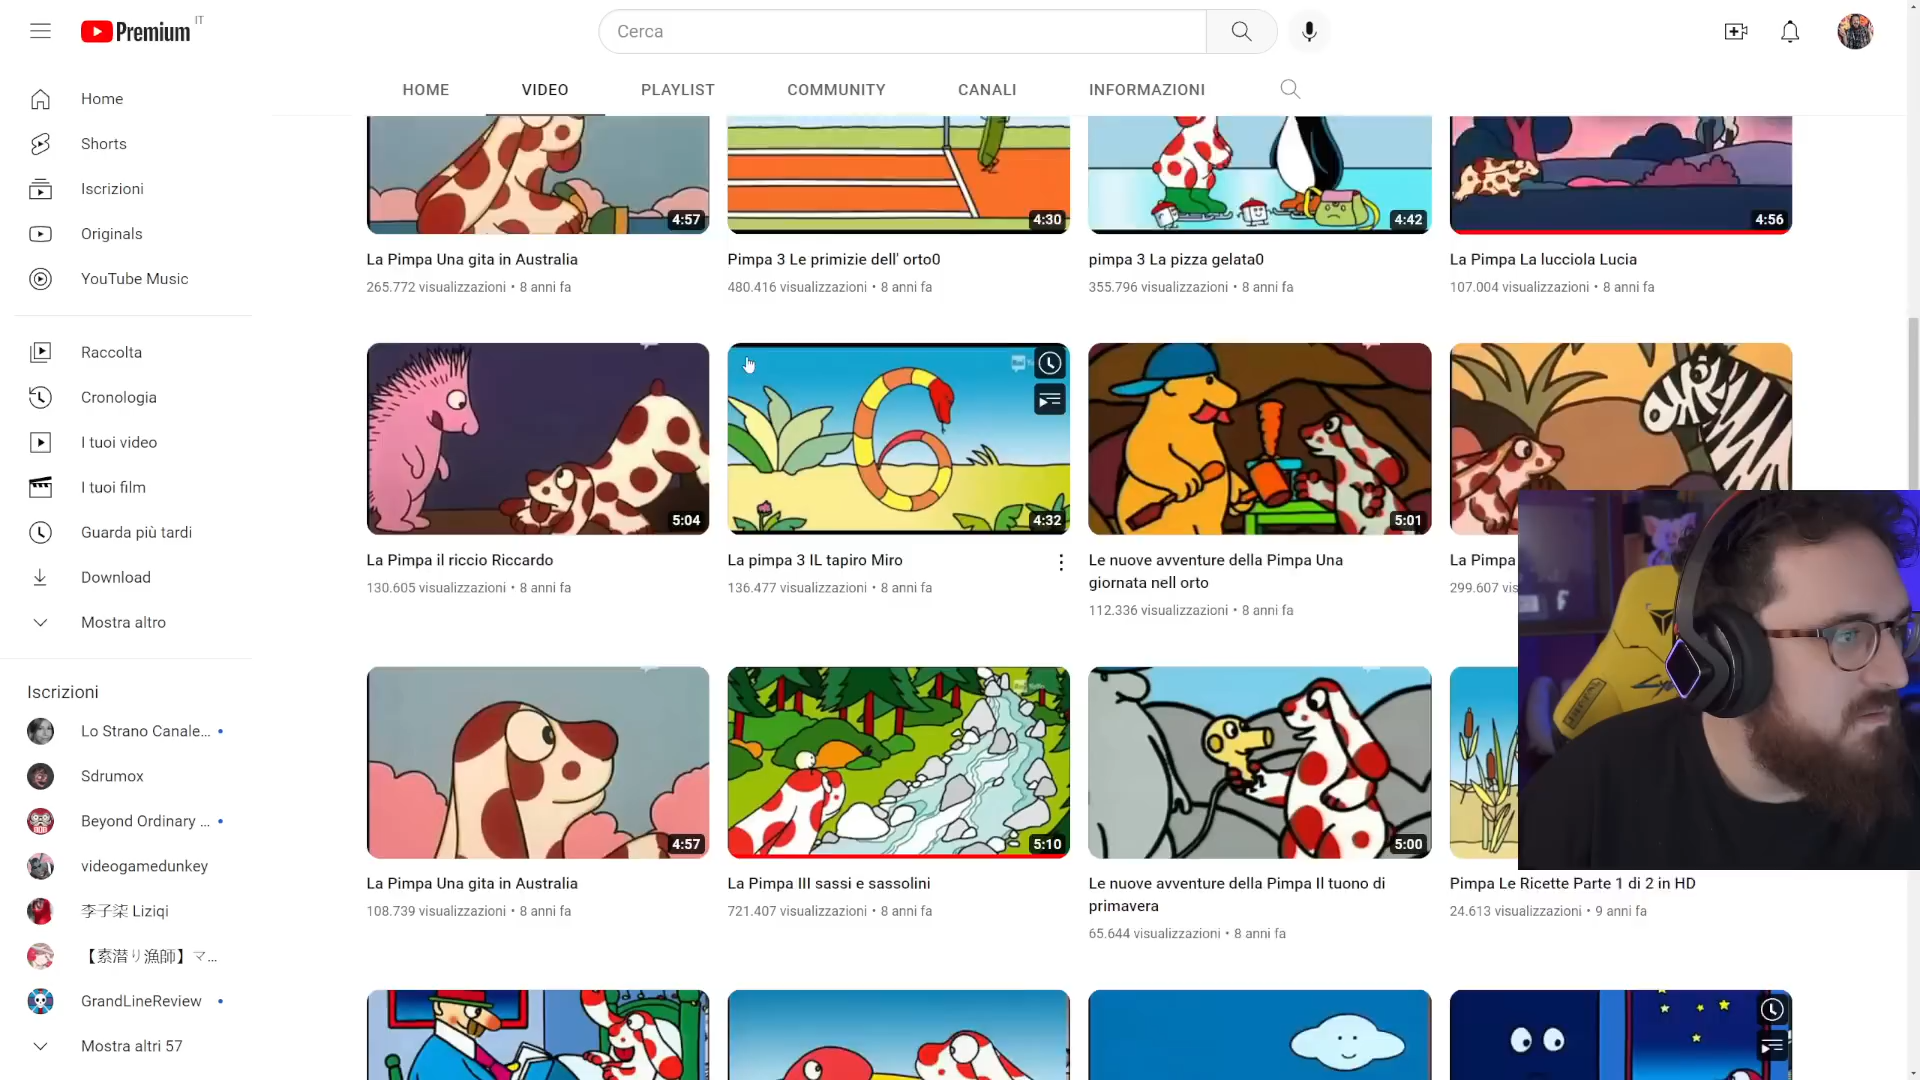 Premium
IT
Cerca
HOME
VIDEO
PLAYLIST
COMMUNITY
CANALI
INFORMAZIONI
Home
Shorts
Iscrizioni
Originals
YouTube Music
Raccolta
Cronologia
I tuoi video
I tuoi film
Guarda più tardi
Download
Mostra altro
Iscrizioni
Lo Strano Canale...
Sdrumox
Beyond Ordinary ...
videogamedunkey
李子柒 Liziqi
【素潜り漁師】マ...
GrandLineReview
Mostra altri 57
4:57
4:30
4:42
4:56
La Pimpa Una gita in Australia
265.772 visualizzazioni • 8 anni fa
Pimpa 3 Le primizie dell' orto0
480.416 visualizzazioni • 8 anni fa
pimpa 3 La pizza gelata0
355.796 visualizzazioni • 8 anni fa
La Pimpa La lucciola Lucia
107.004 visualizzazioni • 8 anni fa
5:04
4:32
5:01
La Pimpa il riccio Riccardo
130.605 visualizzazioni • 8 anni fa
La pimpa 3 IL tapiro Miro
136.477 visualizzazioni • 8 anni fa
Le nuove avventure della Pimpa Una
giornata nell orto
112.336 visualizzazioni • 8 anni fa
La Pimpa
299.607 vis
4:57
5:10
5:00
La Pimpa Una gita in Australia
108.739 visualizzazioni • 8 anni fa
La Pimpa III sassi e sassolini
721.407 visualizzazioni • 8 anni fa
Le nuove avventure della Pimpa Il tuono di
primavera
65.644 visualizzazioni • 8 anni fa
Pimpa Le Ricette Parte 1 di 2 in HD
24.613 visualizzazioni • 9 anni fa